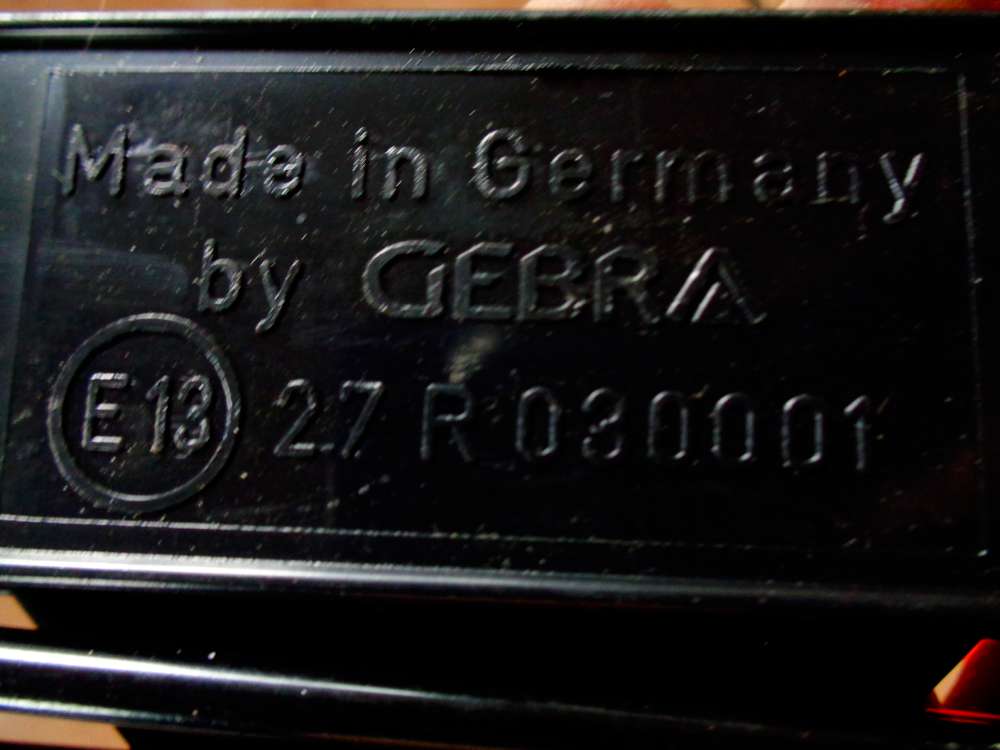 Made in Germany
by GEBRA
E13 27 R 030001